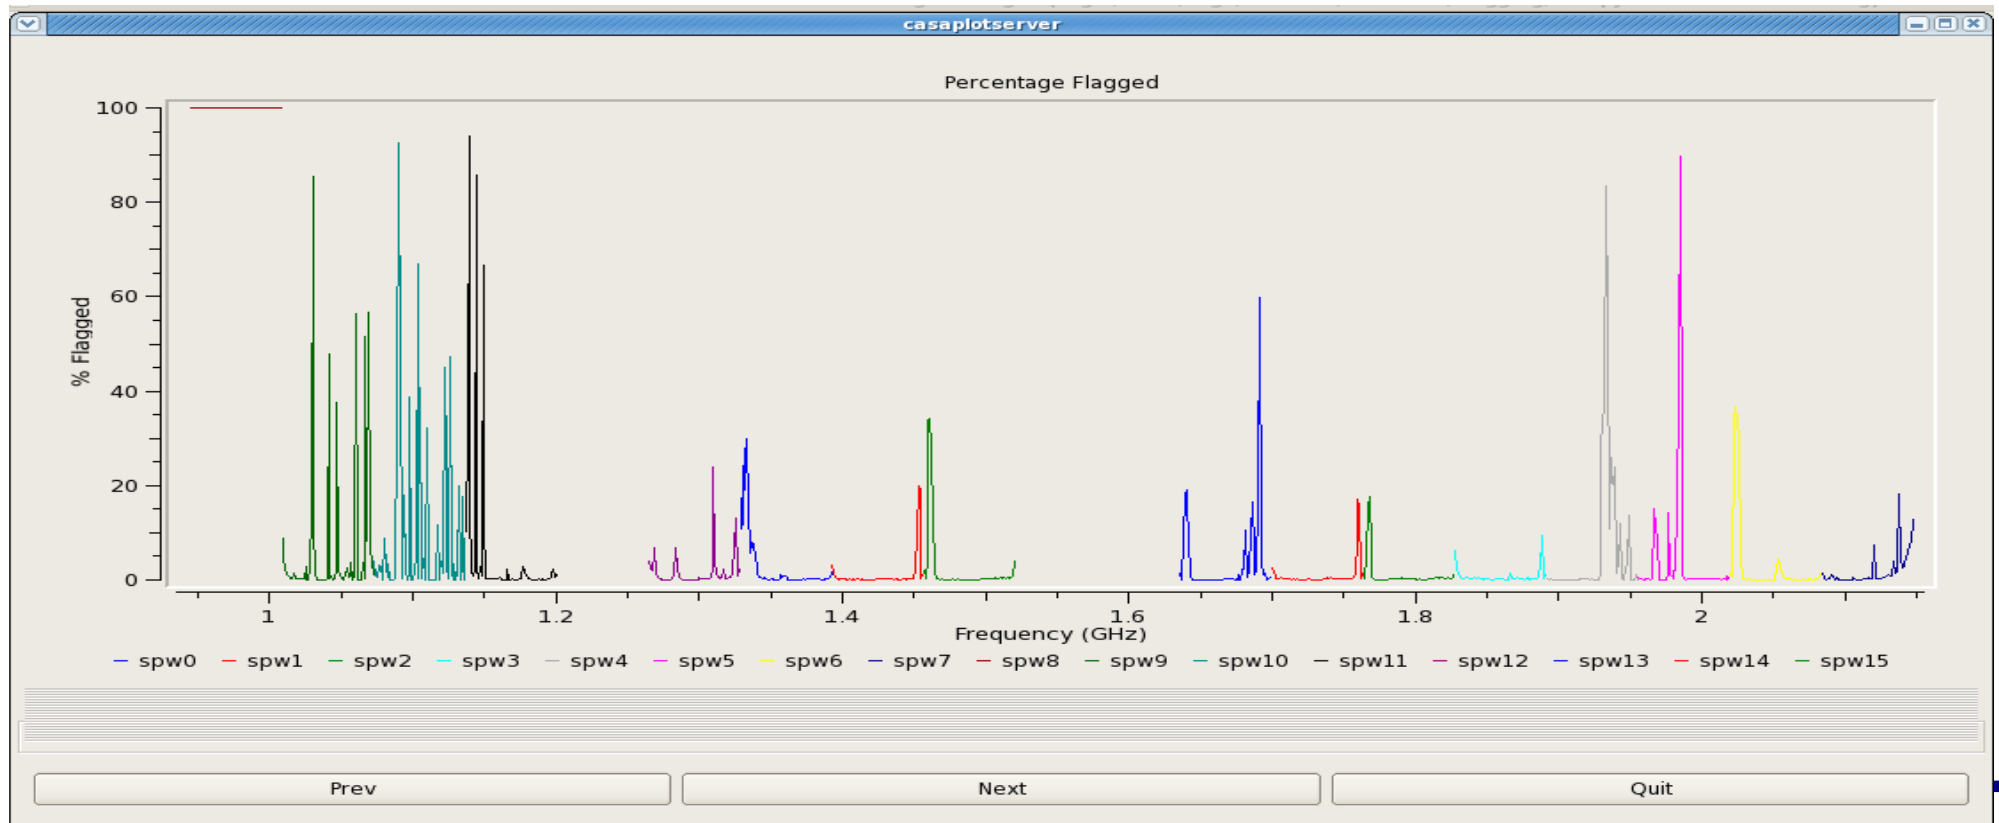 casaplotserver
Percentage Flagged
100
80
60
40
20
0
% Flagged
1 1.2 1.4 1.6 1.8 2
Frequency (GHz)
spw0 spw1 spw2 spw3 spw4 spw5 spw6 spw7 spw8 spw9 spw10 spw11 spw12 spw13 spw14 spw15
Prev Next Quit